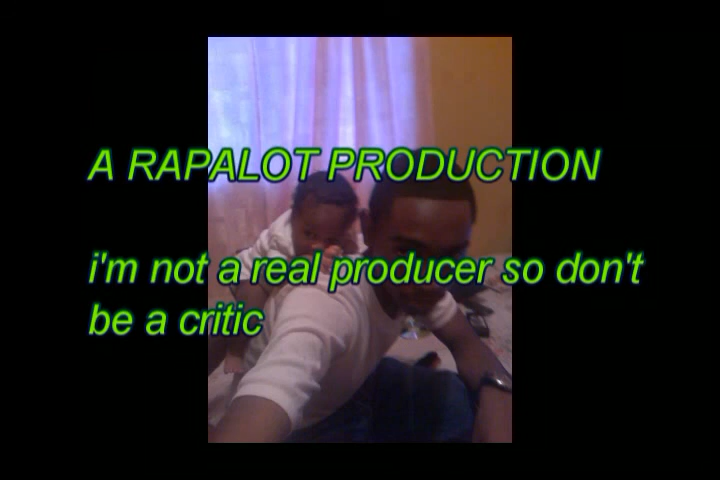 A RAPALOT PRODUCTION
i'm not a real producer so don't
be a critic